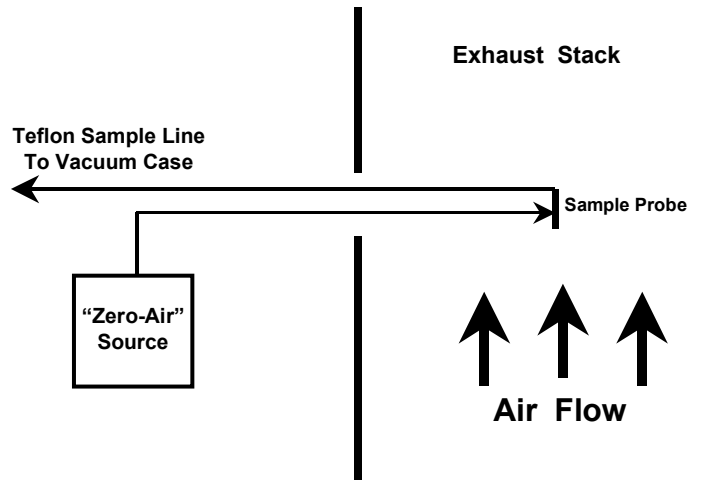 Exhaust Stack
Teflon Sample Line
To Vacuum Case
Sample Probe
“Zero-Air”
Source
Air Flow